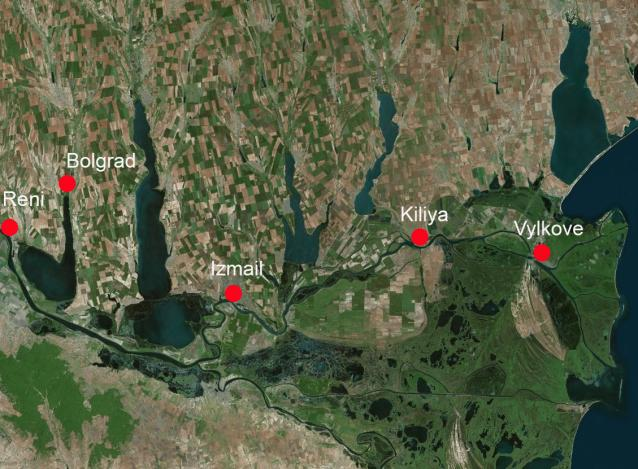 Bolgrad
Reni
Kiliya
Vylkove
Izmail